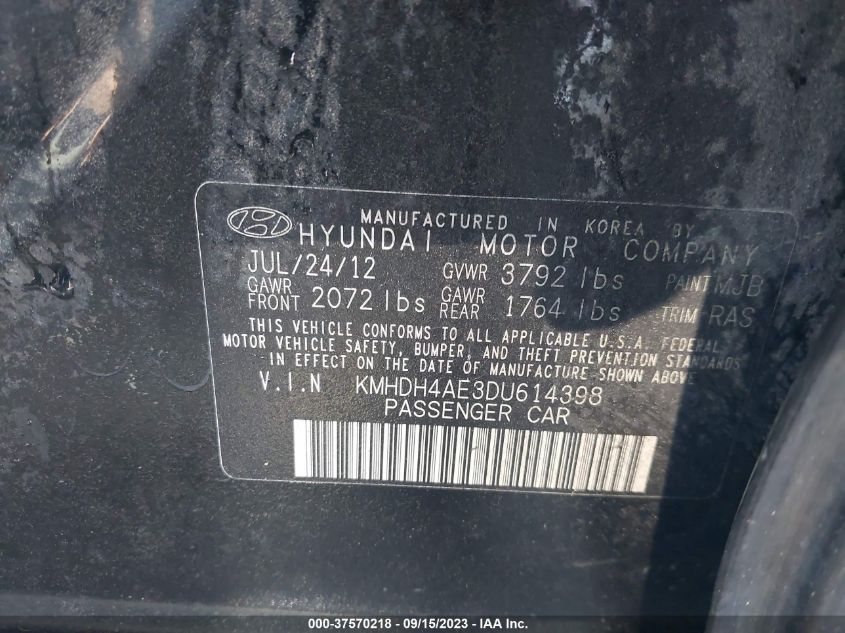 MANUFACTURED IN KOREA BY
HYUNDAI MOTOR COMPANY
JUL/24/12 GVWR 3792 lbs PAINT MJB
GAWR FRONT 2072 lbs GAWR REAR 1764 lbs TRIM RAS
THIS VEHICLE CONFORMS TO ALL APPLICABLE U.S.A. FEDERAL
MOTOR VEHICLE SAFETY, BUMPER, AND THEFT PREVENTION STANDARDS
IN EFFECT ON THE DATE OF MANUFACTURE SHOWN ABOVE.
V.I.N KMHDH4AE3DU614398
PASSENGER CAR
000-37570218 - 09/15/2023 - IAA Inc.